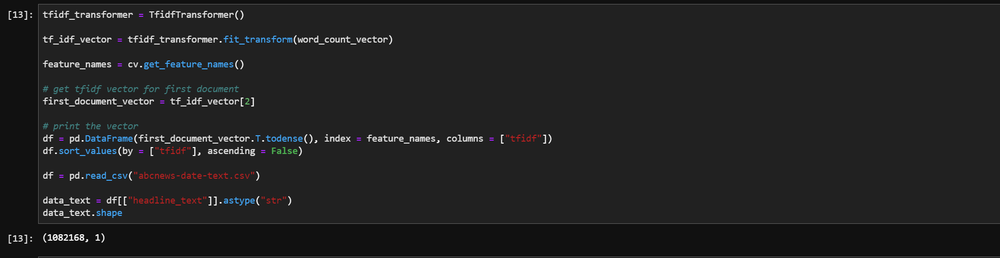 [13]: tfidf_transformer = TfidfTransformer()
tf_idf_vector = tfidf_transformer.fit_transform(word_count_vector)
feature_names = cv.get_feature_names()
# get tfidf vector for first document
first_document_vector = tf_idf_vector[2]
# print the vector
df = pd.DataFrame(first_document_vector.T.todense(), index = feature_names, columns = ["tfidf"])
df.sort_values(by = ["tfidf"], ascending = False)
df = pd.read_csv("abcnews-date-text.csv")
data_text = df[["headline_text"]].astype("str")
data_text.shape
[13]: (1082168, 1)